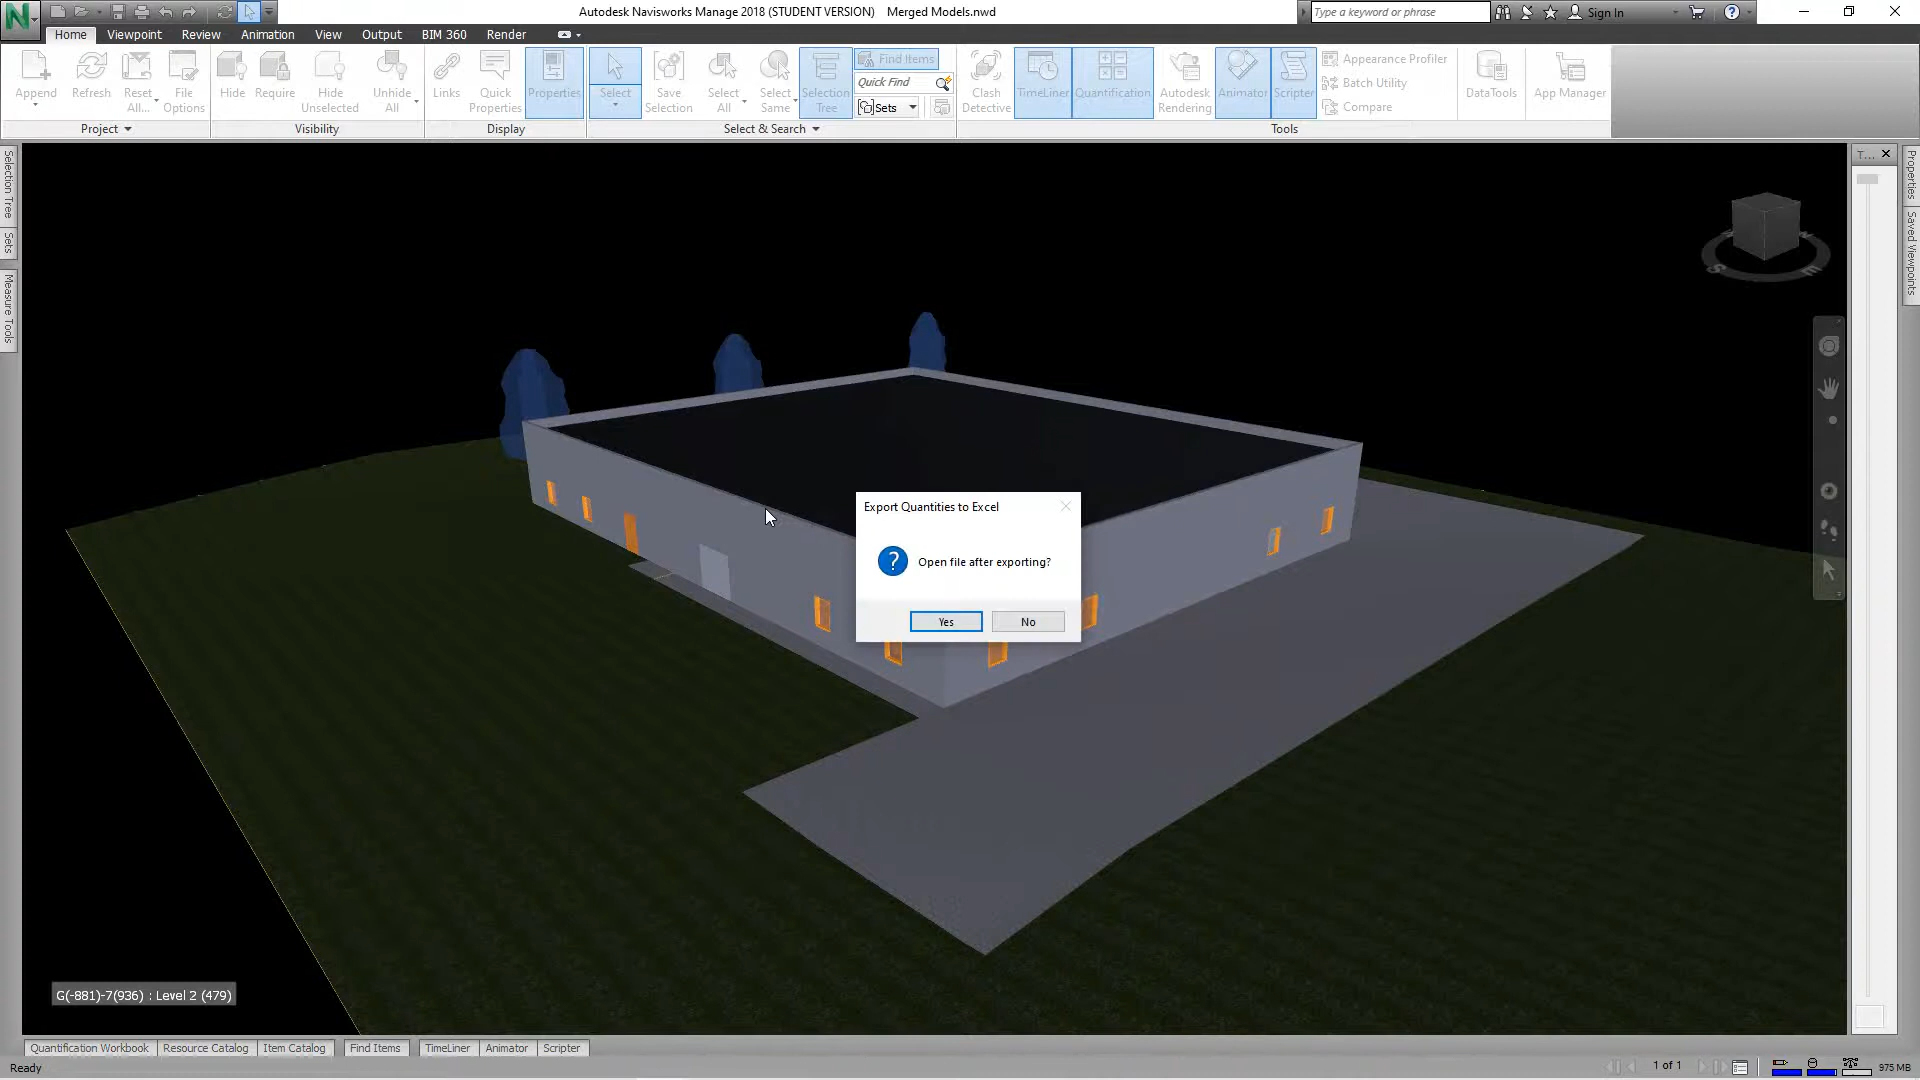 Autodesk Navisworks Manage 2018 (STUDENT VERSION) Merged Models.nwd
Type a keyword or phrase
Sign In
Home Viewpoint Review Animation View Output BIM 360 Render
Append
Refresh
Reset All...
File Options
Hide
Require
Hide Unselected
Unhide All
Links
Quick Properties
Properties
Select
Save Selection
Select All
Select Same
Selection Tree
Find Items
Quick Find
Sets
Clash Detective
TimeLiner
Quantification
Autodesk Rendering
Animator
Scripter
Appearance Profiler
Batch Utility
Compare
DataTools
App Manager
Project Visibility Display Select & Search Tools
Selection Tree
Sets
Measure Tools
T...
Properties
Saved Viewpoints
S
E
Export Quantities to Excel
Open file after exporting?
Yes No
G(-881)-7(936) : Level 2 (479)
Quantification Workbook Resource Catalog Item Catalog Find Items TimeLiner Animator Scripter
Ready
1 of 1
975 MB